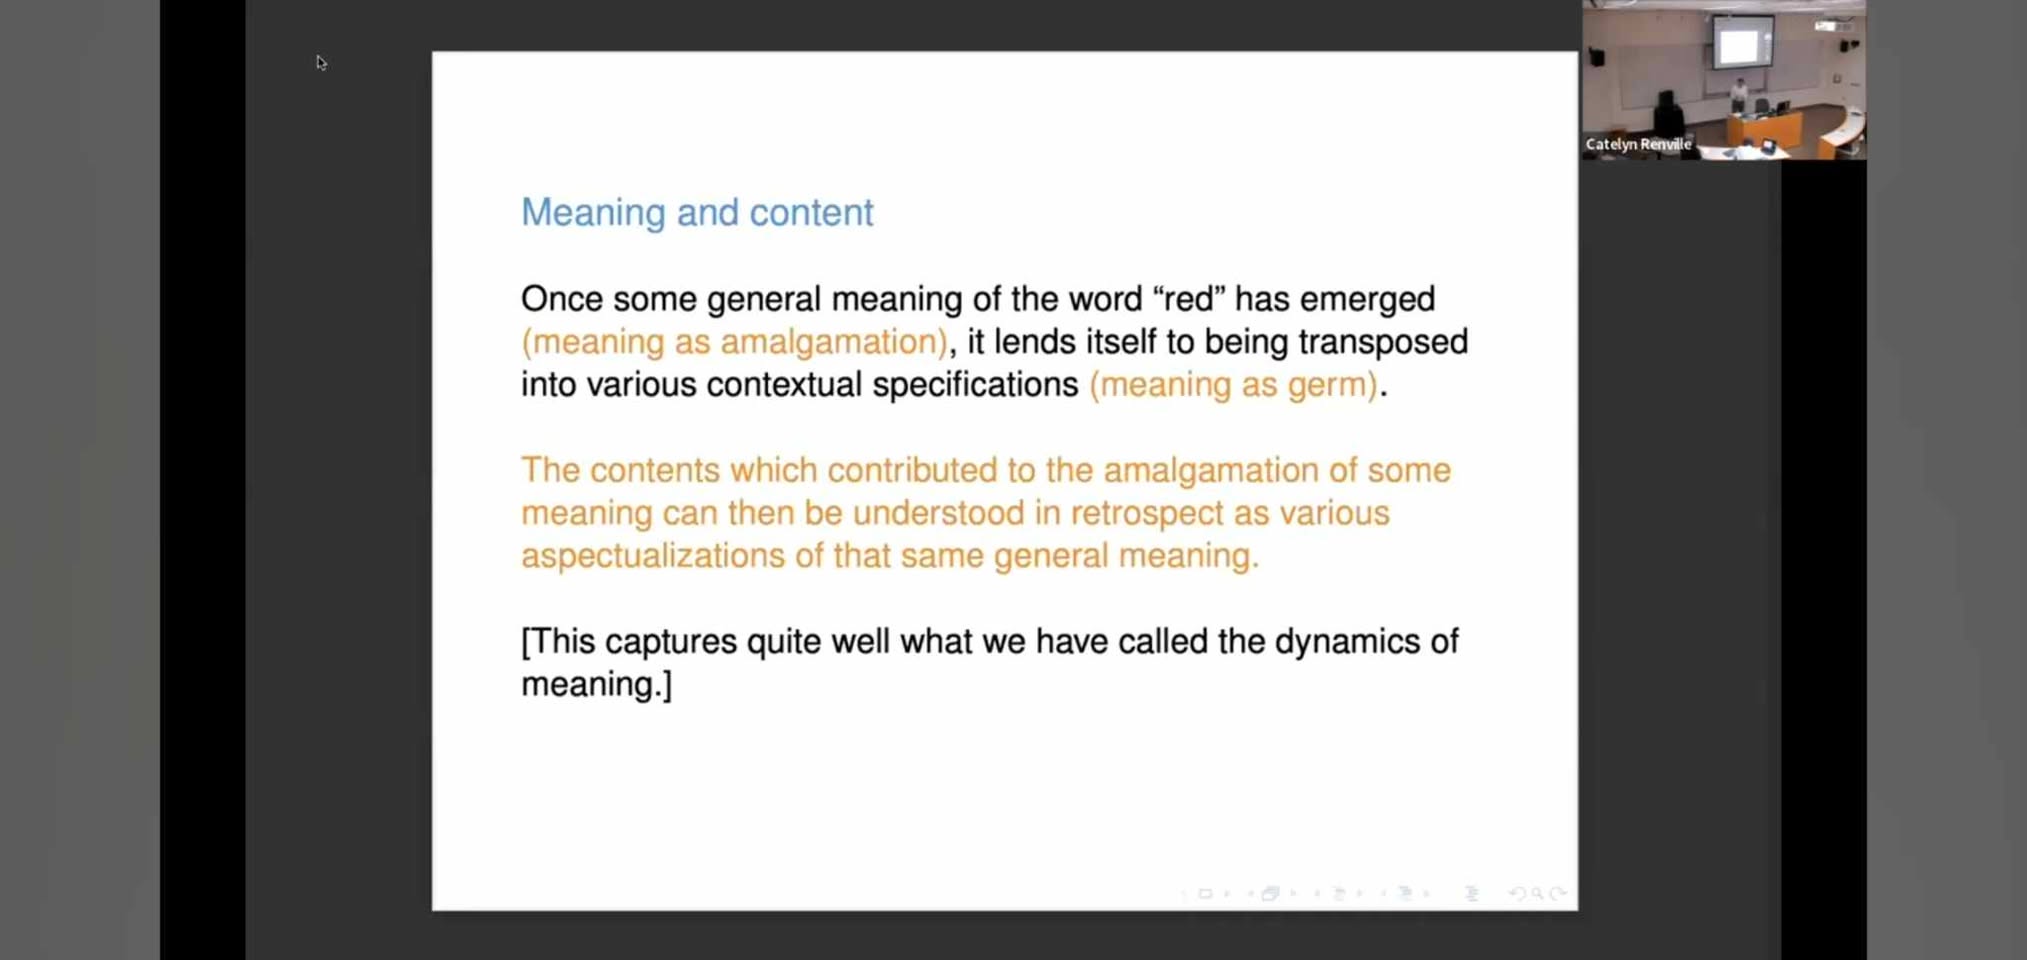 Catelyn Renville
Meaning and content
Once some general meaning of the word “red” has emerged
(meaning as amalgamation), it lends itself to being transposed
into various contextual specifications (meaning as germ).
The contents which contributed to the amalgamation of some
meaning can then be understood in retrospect as various
aspectualizations of that same general meaning.
[This captures quite well what we have called the dynamics of
meaning.]